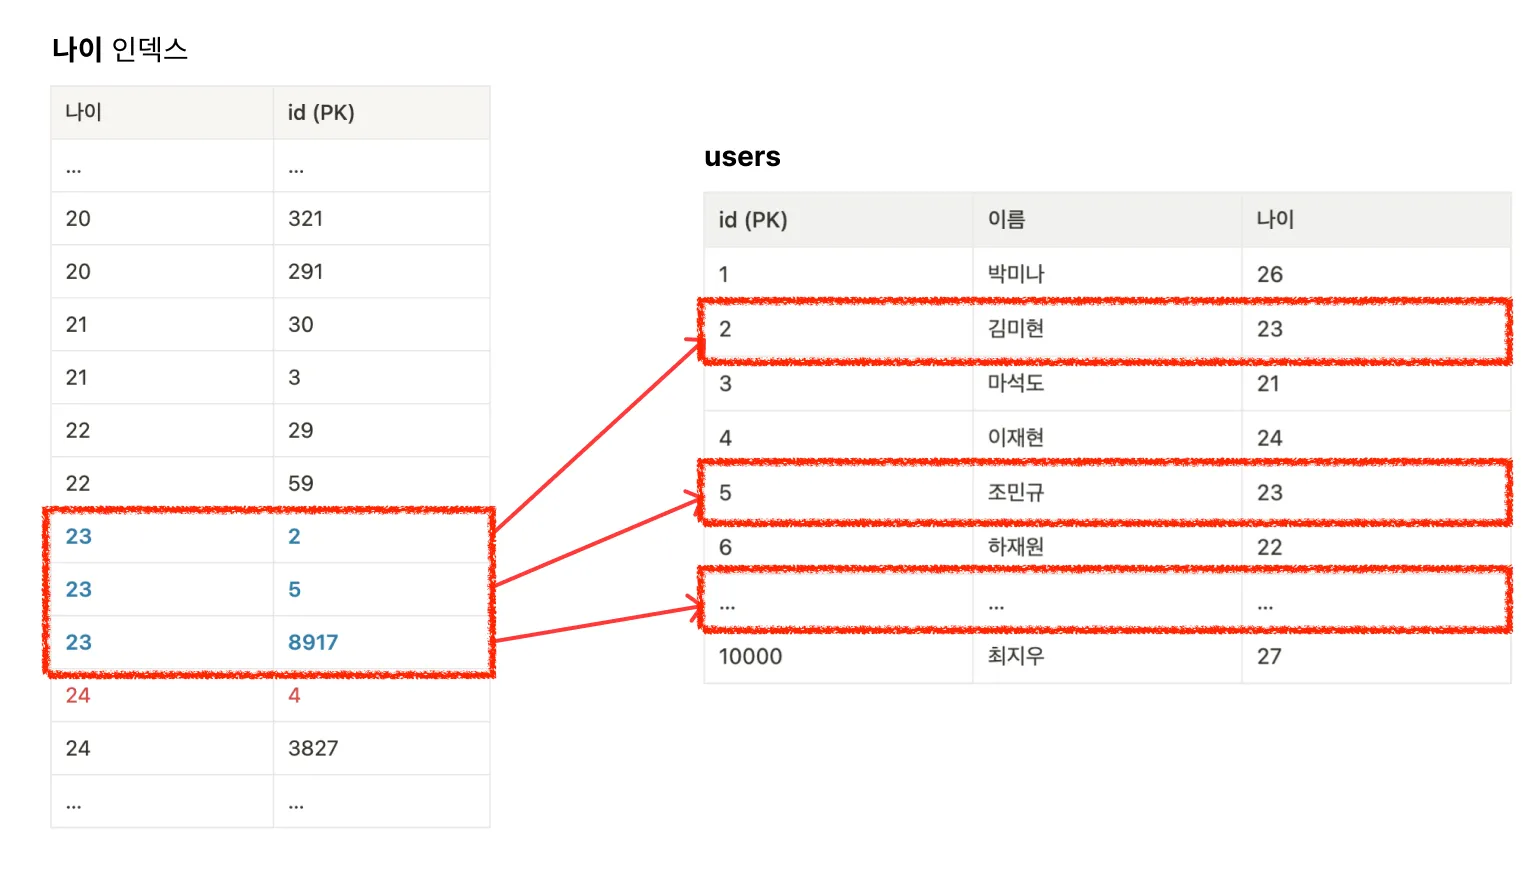 나이 인덱스
나이 id (PK)
... ...
20 321
20 291
21 30
21 3
22 29
22 59
23 2
23 5
23 8917
24 4
24 3827
... ...
users
id (PK) 이름 나이
1 박미나 26
2 김미현 23
3 마석도 21
4 이재현 24
5 조민규 23
6 하재원 22
... ... ...
10000 최지우 27